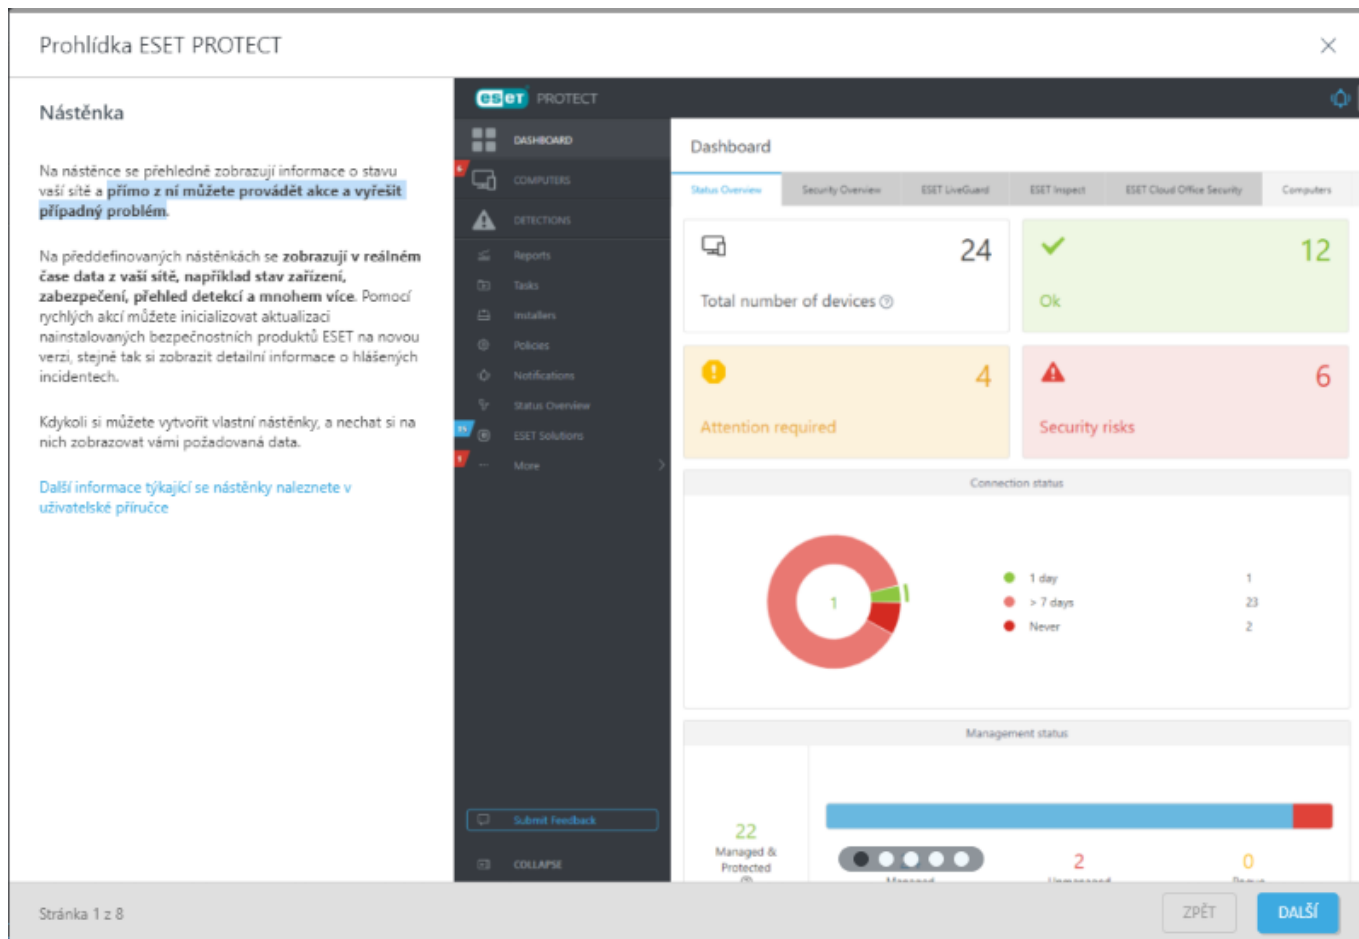 Prohlídka ESET PROTECT
Nástěnka
Na nástěnce se přehledně zobrazují informace o stavu
vaší sítě a přímo z ní můžete provádět akce a vyřešit
případný problém.
Na předdefinovaných nástěnkách se zobrazují v reálném
čase data z vaší sítě, například stav zařízení,
zabezpečení, přehled detekcí a mnohem více. Pomocí
rychlých akcí můžete inicializovat aktualizaci
nainstalovaných bezpečnostních produktů ESET na novou
verzi, stejně tak si zobrazit detailní informace o hlášených
incidentech.
Kdykoli si můžete vytvořit vlastní nástěnky, a nechat si na
nich zobrazovat vámi požadovaná data.
Další informace týkající se nástěnky naleznete v
uživatelské příručce
eset PROTECT
DASHBOARD
6
COMPUTERS
DETECTIONS
Reports
Tasks
Installers
Policies
Notifications
Status Overview
ESET Solutions
More
Submit Feedback
COLLAPSE
Dashboard
Status Overview
Security Overview
ESET LiveGuard
ESET Inspect
ESET Cloud Office Security
Computers
24
Total number of devices
12
Ok
4
Attention required
6
Security risks
Connection status
1
1 day 1
> 7 days 23
Never 2
Management status
22
Managed &
Protected
2
0
Stránka 1 z 8
ZPĚT
DALŠÍ